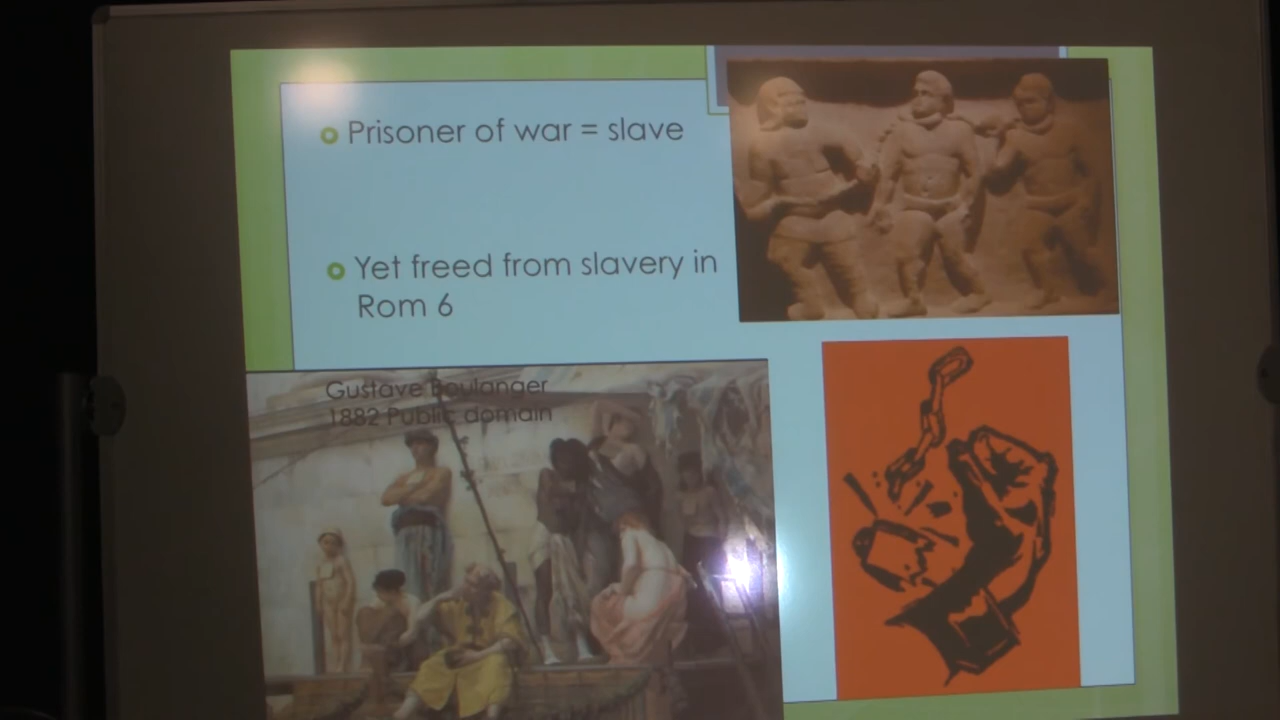 Prisoner of war = slave
Yet freed from slavery in
Rom 6
Gustave Boulanger
1882 Public domain